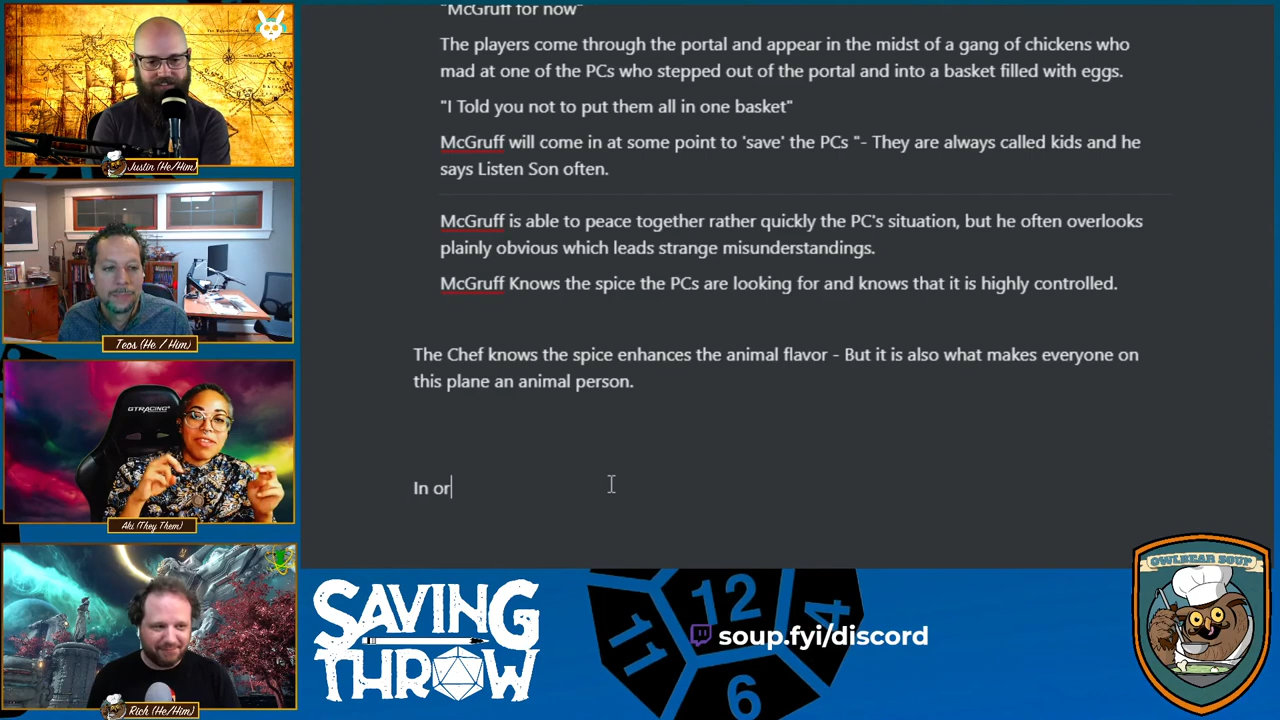 "McGruff for now"
The players come through the portal and appear in the midst of a gang of chickens who
mad at one of the PCs who stepped out of the portal and into a basket filled with eggs.
"I Told you not to put them all in one basket"
McGruff will come in at some point to 'save' the PCs "- They are always called kids and he
says Listen Son often.
McGruff is able to peace together rather quickly the PC's situation, but he often overlooks
plainly obvious which leads strange misunderstandings.
McGruff Knows the spice the PCs are looking for and knows that it is highly controlled.
The Chef knows the spice enhances the animal flavor - But it is also what makes everyone on
this plane an animal person.
In or
Justin (He/Him)
Teos (He / Him)
GTRACING
Aki (They Them)
Rich (He/Him)
SAVING
THROW
12
4
11
6
soup.fyi/discord
OWLBEAR SOUP